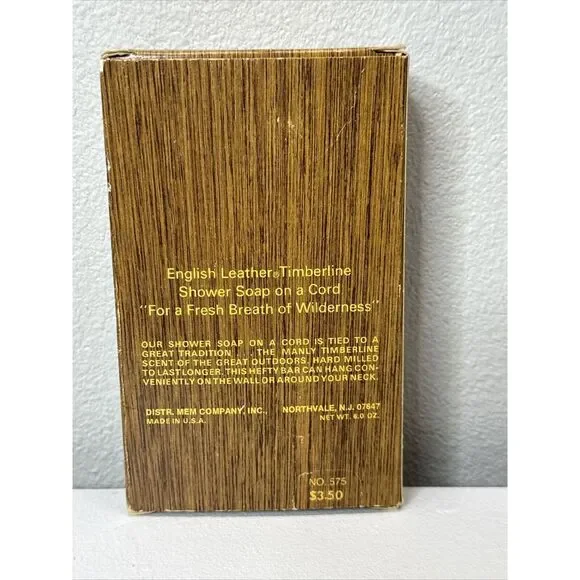 English Leather® Timberline
Shower Soap on a Cord
"For a Fresh Breath of Wilderness"
OUR SHOWER SOAP ON A CORD IS TIED TO A
GREAT TRADITION . . . THE MANLY TIMBERLINE
SCENT OF THE GREAT OUTDOORS. HARD MILLED
TO LAST LONGER. THIS HEFTY BAR CAN HANG CON-
VENIENTLY ON THE WALL OR AROUND YOUR NECK.
DISTR. MEM COMPANY, INC., NORTHVALE, N.J. 07647
MADE IN U.S.A. NET WT. 6.0 OZ.
NO. 575
$3.50